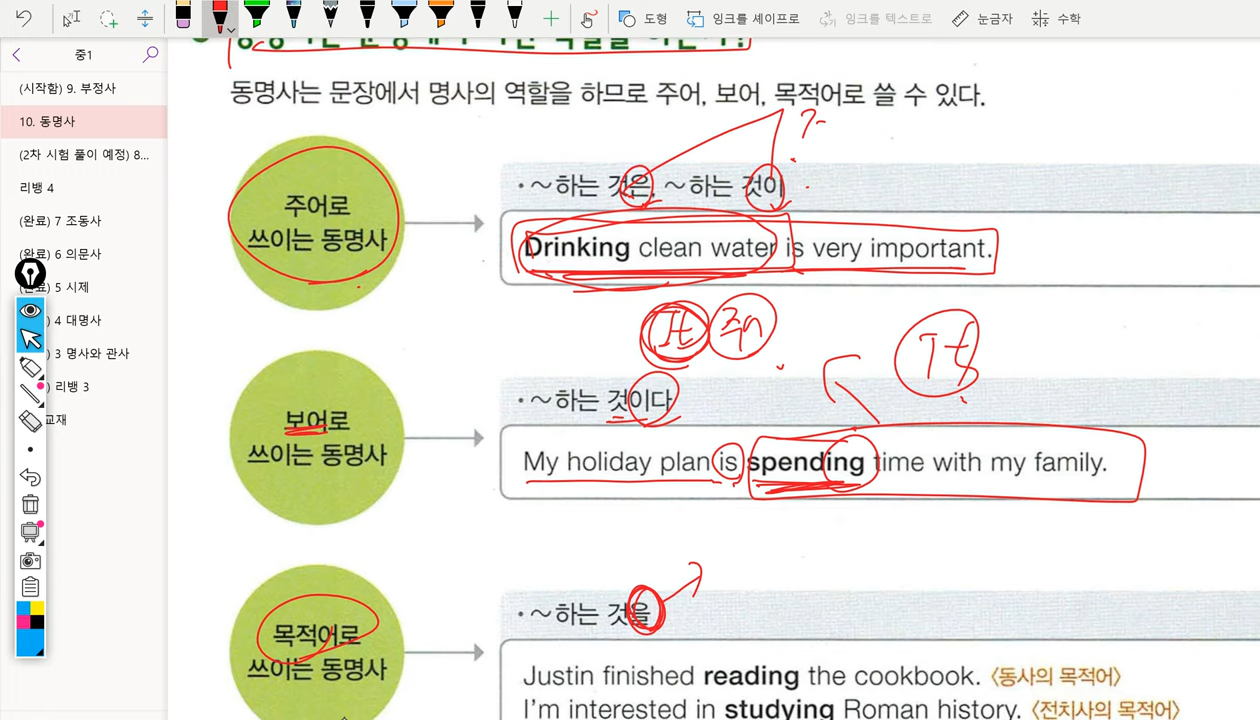 도형
잉크를 셰이프로
잉크를 텍스트로
눈금자
수학
중1
(시작함) 9. 부정사
10. 동명사
(2차 시험 풀이 예정) 8...
리뱅 4
(완료) 7 조동사
(완료) 6 의문사
5 시제
) 4 대명사
) 3 명사와 관사
) 리뱅 3
교재
동명사는 문장에서 명사의 역할을 하므로 주어, 보어, 목적어로 쓸 수 있다.
주어로
쓰이는 동명사
• ~하는 것은, ~하는 것이
Drinking clean water is very important.
It 주어
It
보어로
쓰이는 동명사
• ~하는 것이다
My holiday plan is spending time with my family.
목적어로
쓰이는 동명사
• ~하는 것을
Justin finished reading the cookbook. 〈동사의 목적어〉
I'm interested in studying Roman history. 〈전치사의 목적어〉